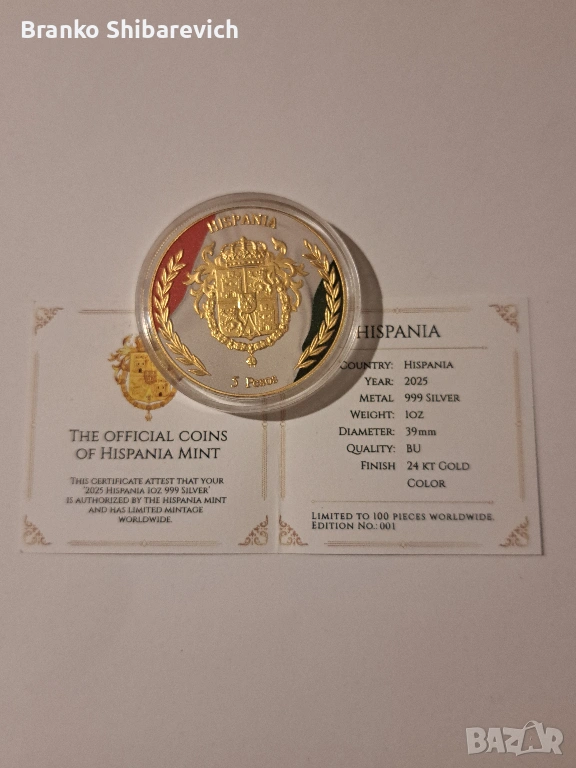 Branko Shibarevich
HISPANIA
5 Pesos
THE OFFICIAL COINS
OF HISPANIA MINT
THIS CERTIFICATE ATTEST THAT YOUR
'2025 HISPANIA 1OZ 999 SILVER'
IS AUTHORIZED BY THE HISPANIA MINT
AND HAS LIMITED MINTAGE
WORLDWIDE.
HISPANIA
COUNTRY: HISPANIA
YEAR: 2025
METAL 999 SILVER
WEIGHT: 1OZ
DIAMETER: 39mm
QUALITY: BU
FINISH 24 KT GOLD
COLOR
LIMITED TO 100 PIECES WORLDWIDE.
EDITION NO.: 001
BAZAR